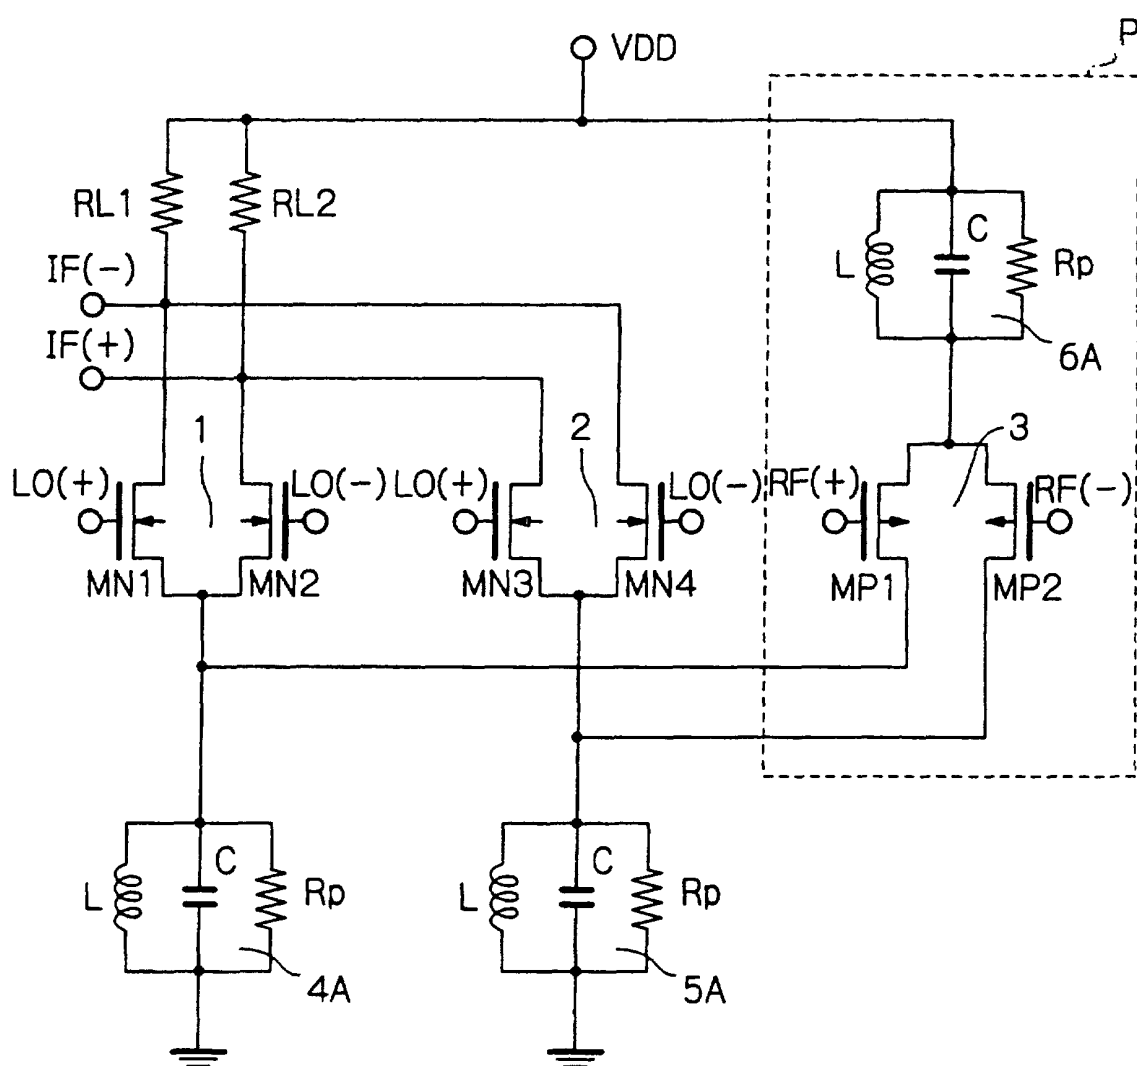 P
VDD
RL1 RL2
C
L Rp
IF(-)
IF(+)
6A
1 2 3
LO(+) LO(-) LO(+) LO(-) RF(+) RF(-)
MN1 MN2 MN3 MN4 MP1 MP2
C C
L Rp L Rp
4A 5A